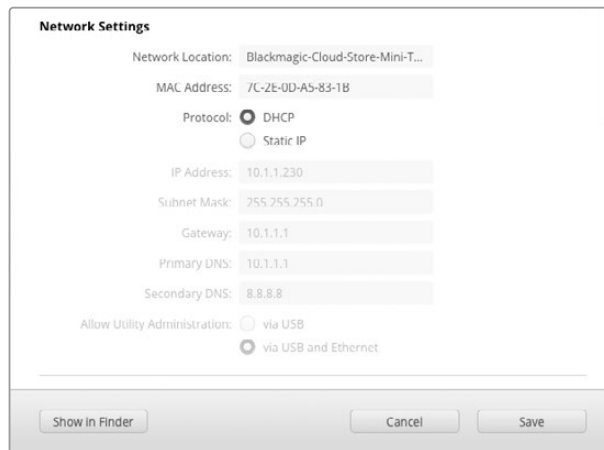 Network Settings
Network Location: Blackmagic-Cloud-Store-Mini-T...
MAC Address: 7C-2E-0D-A5-83-1B
Protocol: DHCP
Static IP
IP Address: 10.1.1.230
Subnet Mask: 255.255.255.0
Gateway: 10.1.1.1
Primary DNS: 10.1.1.1
Secondary DNS: 8.8.8.8
Allow Utility Administration: via USB
via USB and Ethernet
Show in Finder Cancel Save